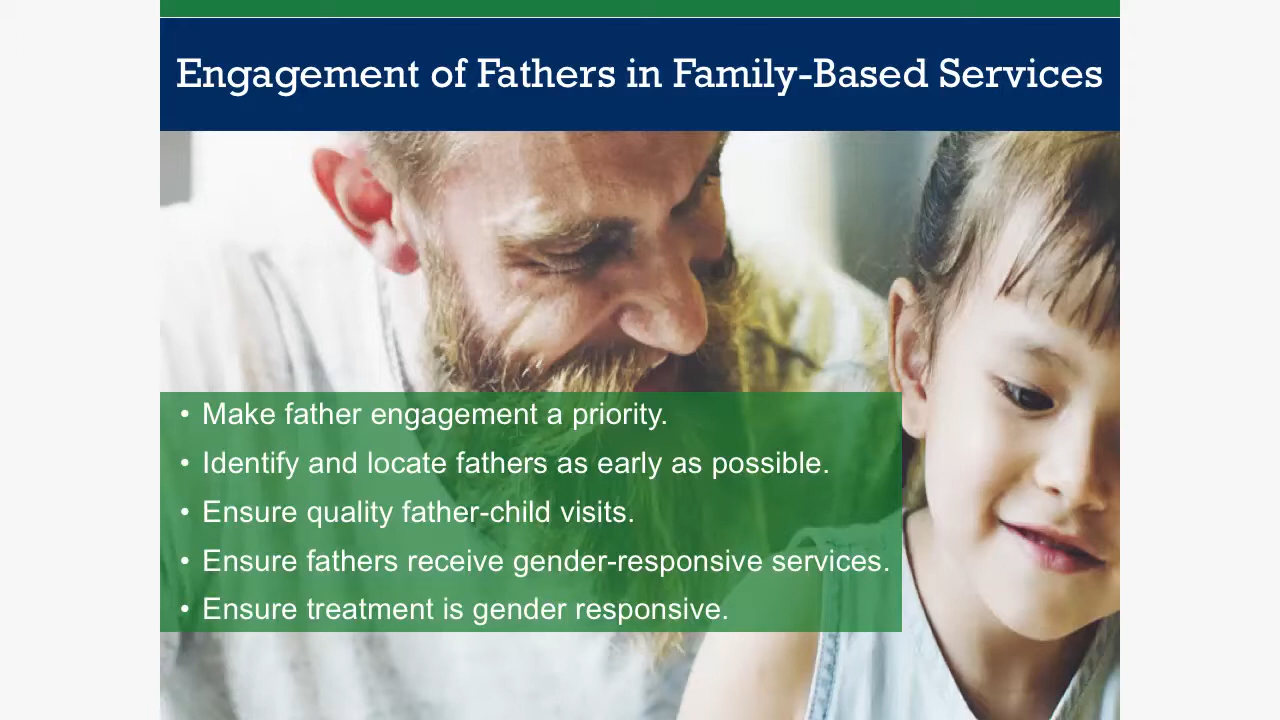 Engagement of Fathers in Family-Based Services
• Make father engagement a priority.
• Identify and locate fathers as early as possible.
• Ensure quality father-child visits.
• Ensure fathers receive gender-responsive services.
• Ensure treatment is gender responsive.